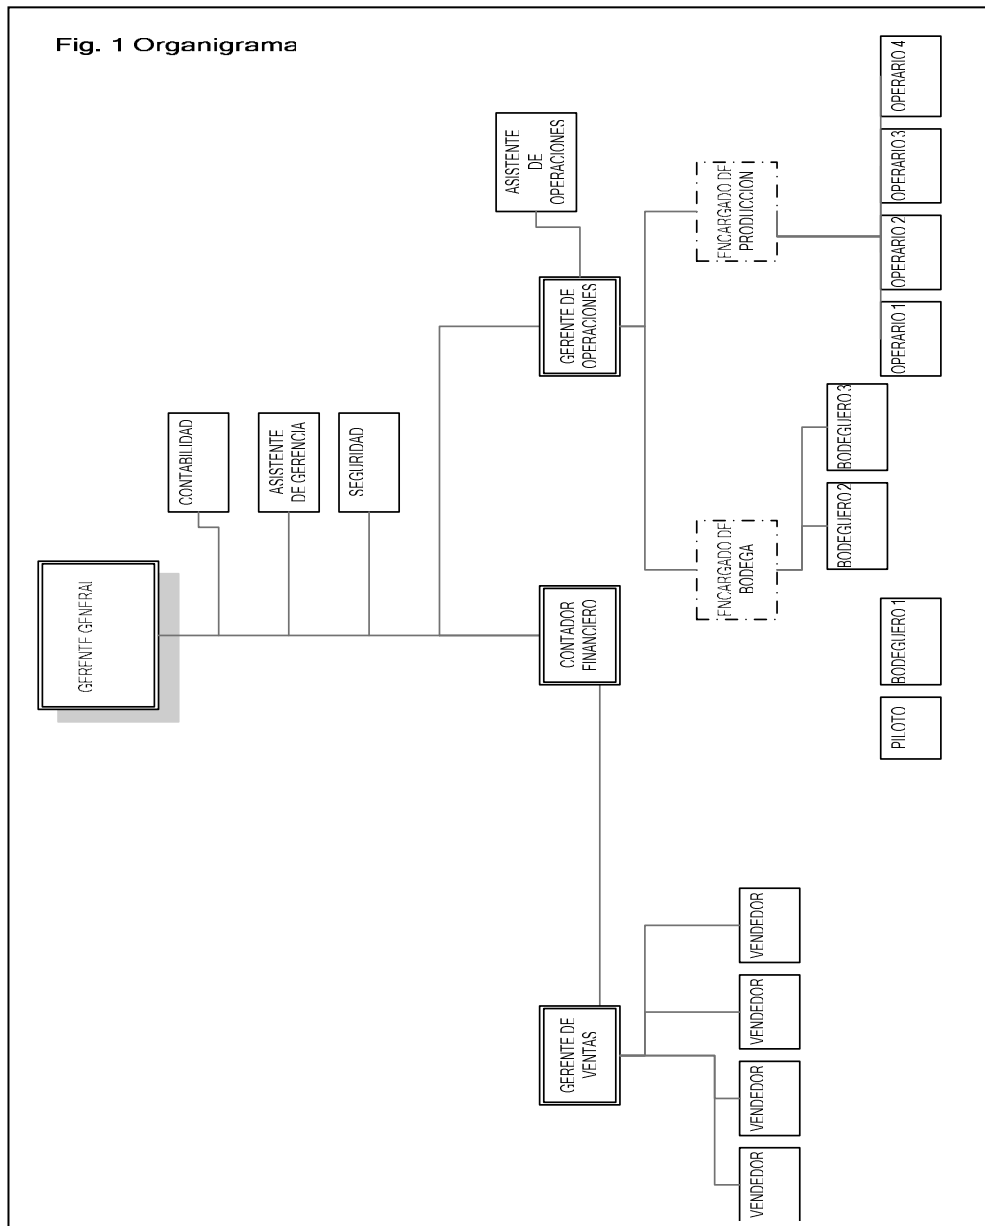 Fig. 1 Organigrama
GERENTE GENERAL
CONTABILIDAD
ASISTENTE
DE GERENCIA
SEGURIDAD
GERENTE DE
VENTAS
CONTADOR
FINANCIERO
GERENTE DE
OPERACIONES
ASISTENTE
DE
OPERACIONES
ENCARGADO DE
BODEGA
ENCARGADO DE
PRODUCCION
VENDEDOR
VENDEDOR
VENDEDOR
VENDEDOR
BODEGUERO 2
BODEGUERO 3
PILOTO
BODEGUERO 1
OPERARIO 1
OPERARIO 2
OPERARIO 3
OPERARIO 4